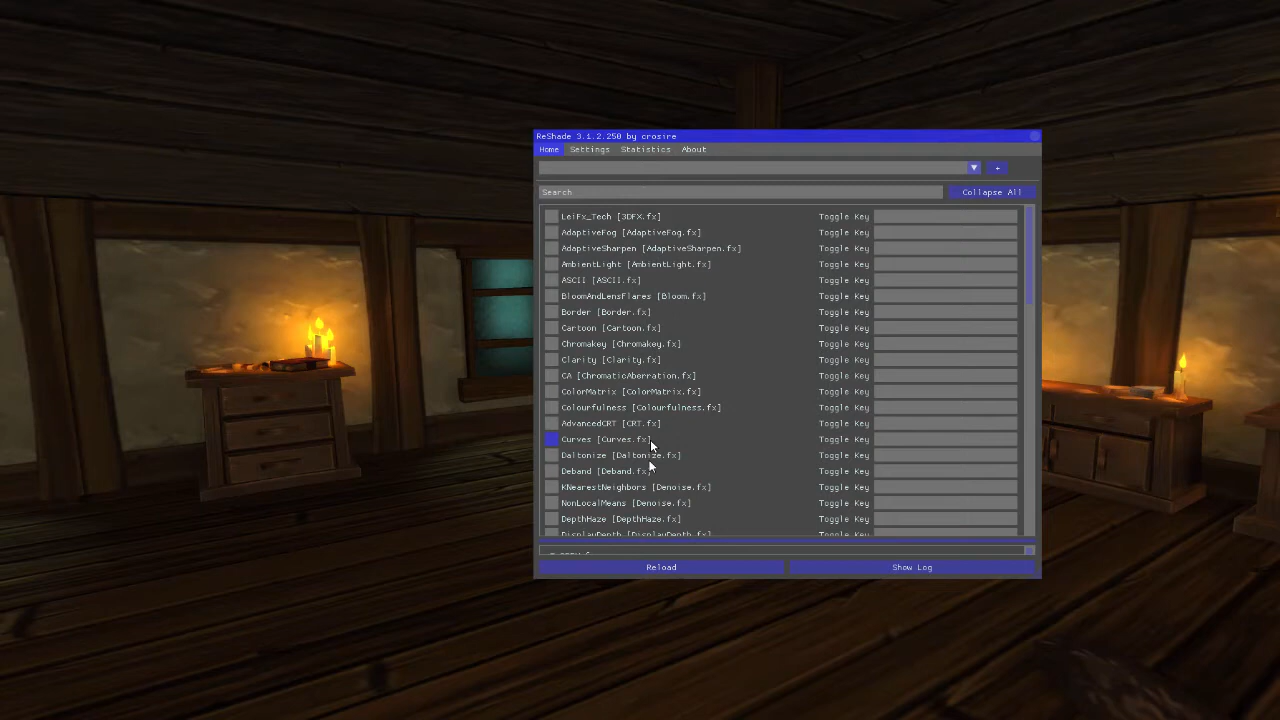 ReShade 3.1.2.250 by crosire
Home Settings Statistics About
+
Search Collapse All
LeiFx_Tech [3DFX.fx] Toggle Key
AdaptiveFog [AdaptiveFog.fx] Toggle Key
AdaptiveSharpen [AdaptiveSharpen.fx] Toggle Key
AmbientLight [AmbientLight.fx] Toggle Key
ASCII [ASCII.fx] Toggle Key
BloomAndLensFlares [Bloom.fx] Toggle Key
Border [Border.fx] Toggle Key
Cartoon [Cartoon.fx] Toggle Key
Chromakey [Chromakey.fx] Toggle Key
Clarity [Clarity.fx] Toggle Key
CA [ChromaticAberration.fx] Toggle Key
ColorMatrix [ColorMatrix.fx] Toggle Key
Colourfulness [Colourfulness.fx] Toggle Key
AdvancedCRT [CRT.fx] Toggle Key
Curves [Curves.fx] Toggle Key
Daltonize [Daltonize.fx] Toggle Key
Deband [Deband.fx] Toggle Key
KNearestNeighbors [Denoise.fx] Toggle Key
NonLocalMeans [Denoise.fx] Toggle Key
DepthHaze [DepthHaze.fx] Toggle Key
DisplayDepth [DisplayDepth.fx] Toggle Key
Reload Show Log